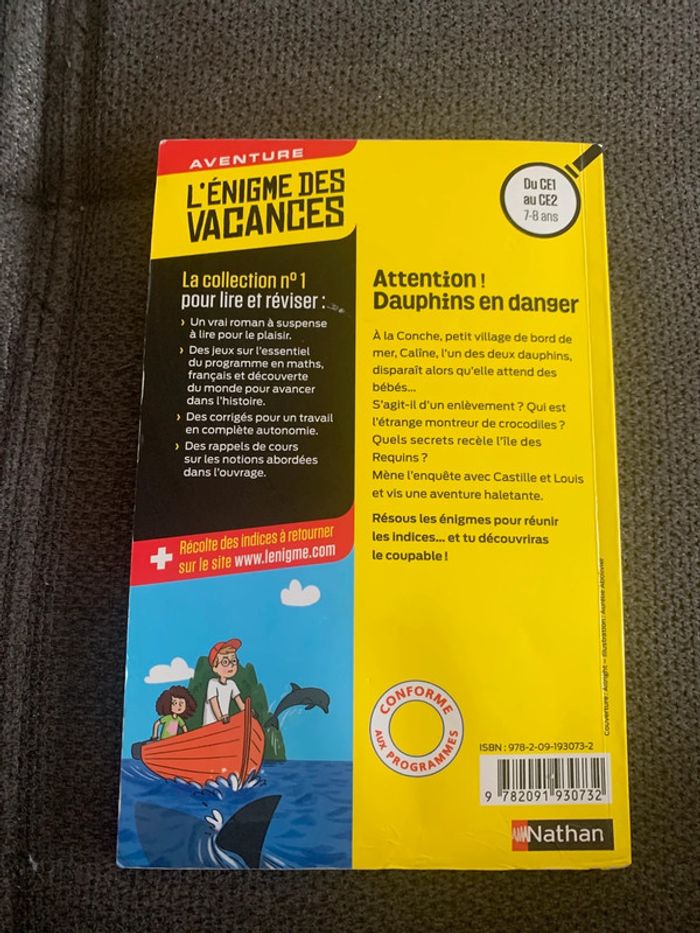 AVENTURE
L'ÉNIGME DES
VACANCES
La collection n° 1
pour lire et réviser :
› Un vrai roman à suspense
à lire pour le plaisir.
› Des jeux sur l'essentiel
du programme en maths,
français et découverte
du monde pour avancer
dans l'histoire.
› Des corrigés pour un travail
en complète autonomie.
› Des rappels de cours
sur les notions abordées
dans l'ouvrage.
+ Récolte des indices à retourner
sur le site www.lenigme.com
Du CE1
au CE2
7-8 ans
Attention !
Dauphins en danger
À la Conche, petit village de bord de
mer, Calîne, l'un des deux dauphins,
disparaît alors qu'elle attend des
bébés...
S'agit-il d'un enlèvement ? Qui est
l'étrange montreur de crocodiles ?
Quels secrets recèle l'île des
Requins ?
Mène l'enquête avec Castille et Louis
et vis une aventure haletante.
Résous les énigmes pour réunir
les indices... et tu découvriras
le coupable !
CONFORME
AUX PROGRAMMES
Couverture : – Illustration : Aurélie Abolivier
ISBN : 978-2-09-193073-2
9 782091 930732
Nathan